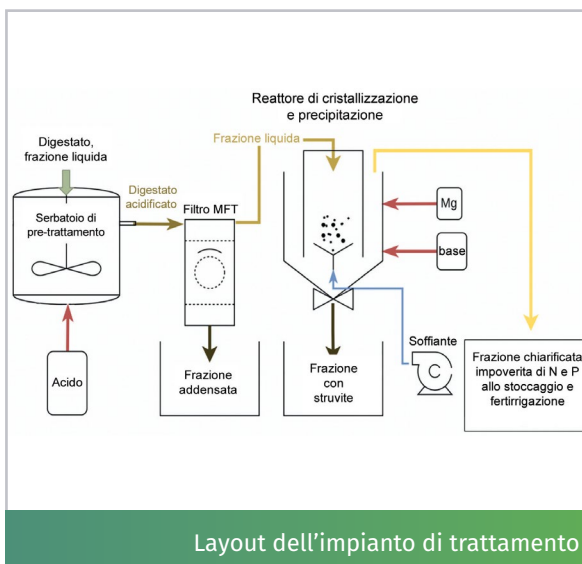 Reattore di cristallizzazione
e precipitazione
Digestato,
frazione liquida
Frazione liquida
Digestato
acidificato
Filtro MFT
Serbatoio di
pre-trattamento
Mg
base
Acido
Frazione
addensata
Frazione
con
struvite
Soffiante
C
Frazione chiarificata
impoverita di N e P
allo stoccaggio e
fertirrigazione
Layout dell'impianto di trattamento